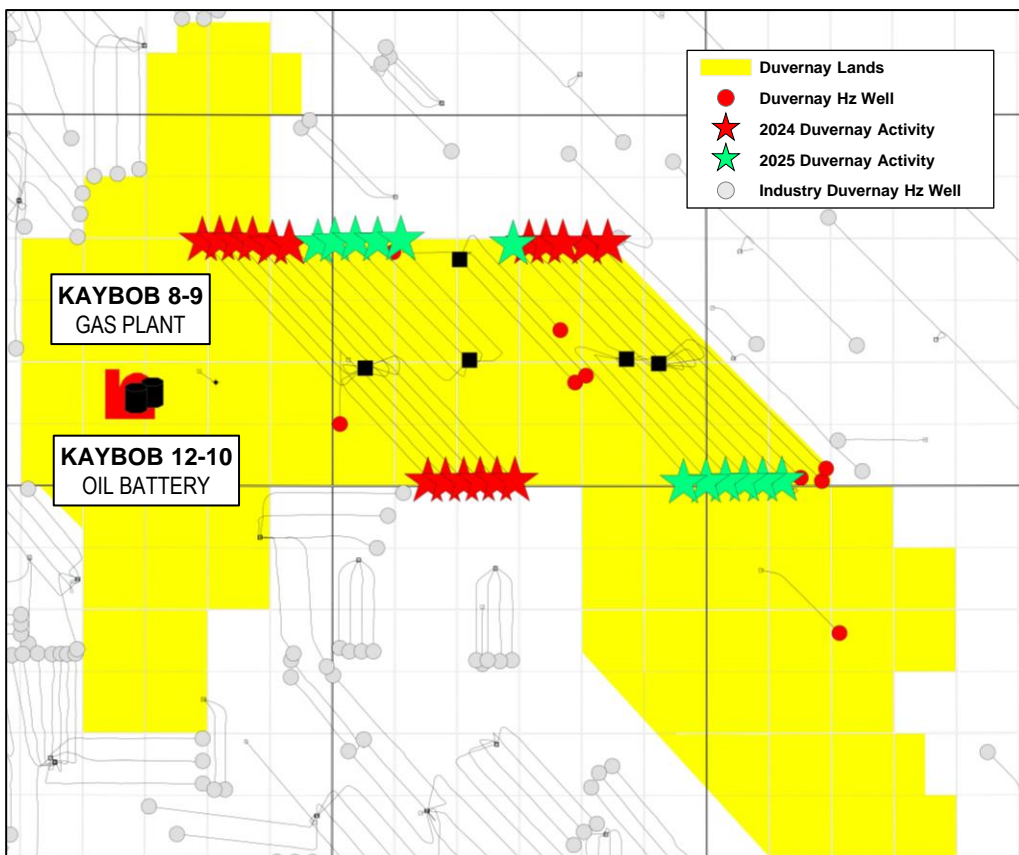 Duvernay Lands
Duvernay Hz Well
2024 Duvernay Activity
2025 Duvernay Activity
Industry Duvernay Hz Well
KAYBOB 8-9
GAS PLANT
KAYBOB 12-10
OIL BATTERY